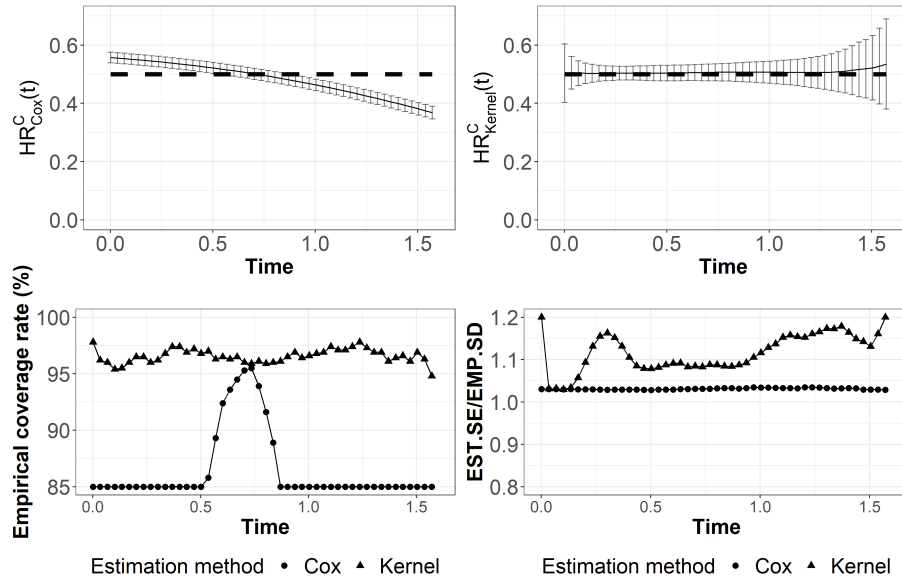 HR^C_Cox(t)
0.6
0.4
0.2
0.0
0.0 0.5 1.0 1.5
Time
HR^C_Kernel(t)
0.6
0.4
0.2
0.0
0.0 0.5 1.0 1.5
Time
Empirical coverage rate (%)
100
95
90
85
0.0 0.5 1.0 1.5
Time
Estimation method Cox Kernel
EST.SE/EMP.SD
1.2
1.1
1.0
0.9
0.8
0.0 0.5 1.0 1.5
Time
Estimation method Cox Kernel